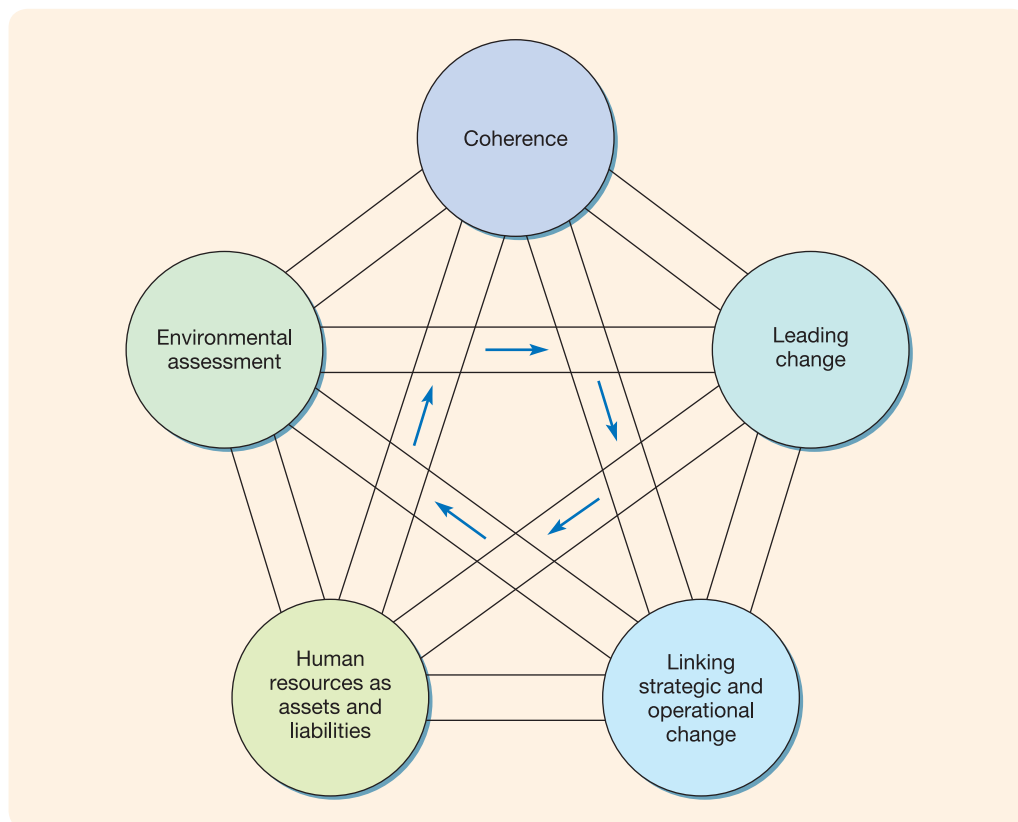 Coherence
Environmental
assessment
Leading
change
Human
resources as
assets and
liabilities
Linking
strategic and
operational
change